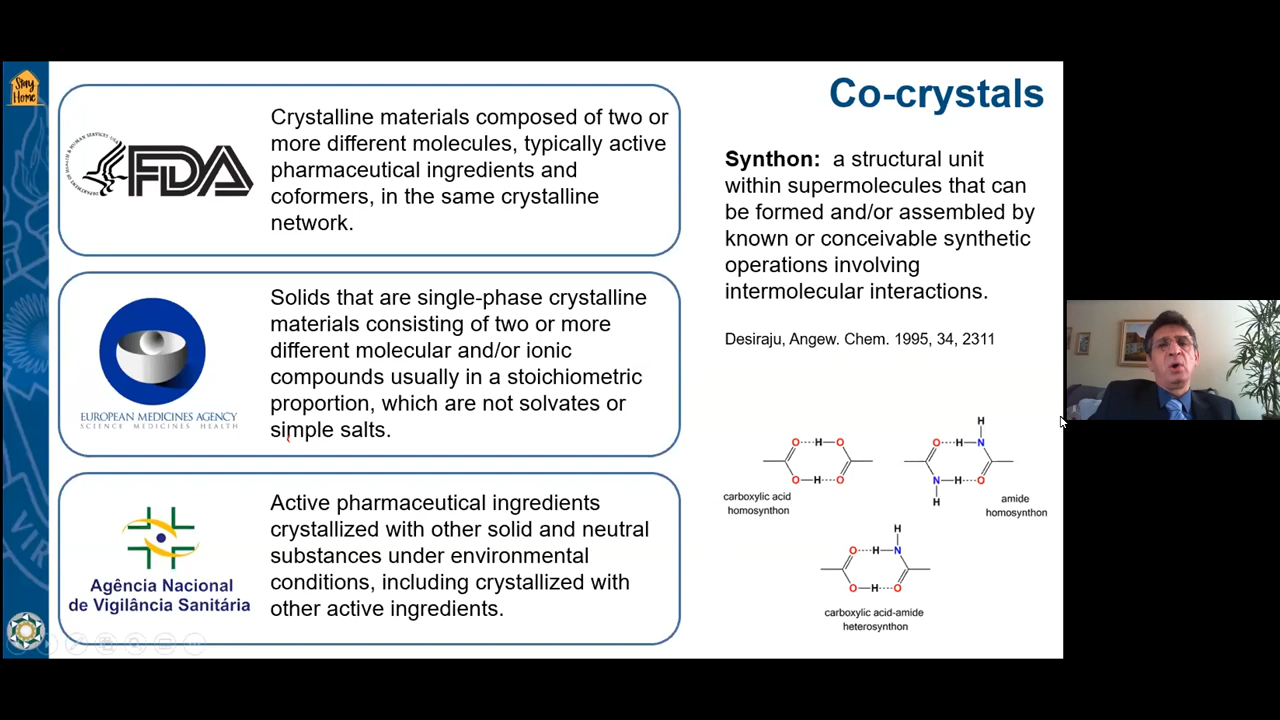 Stay
Home
Co-crystals
FDA
Crystalline materials composed of two or
more different molecules, typically active
pharmaceutical ingredients and
coformers, in the same crystalline
network.
EUROPEAN MEDICINES AGENCY
SCIENCE MEDICINES HEALTH
Solids that are single-phase crystalline
materials consisting of two or more
different molecular and/or ionic
compounds usually in a stoichiometric
proportion, which are not solvates or
simple salts.
Agência Nacional
de Vigilância Sanitária
Active pharmaceutical ingredients
crystallized with other solid and neutral
substances under environmental
conditions, including crystallized with
other active ingredients.
Synthon: a structural unit
within supermolecules that can
be formed and/or assembled by
known or conceivable synthetic
operations involving
intermolecular interactions.
Desiraju, Angew. Chem. 1995, 34, 2311
O H O
O H O
carboxylic acid
homosynthon
H
O H N
N H O
H
amide
homosynthon
H
O H N
O H O
carboxylic acid-amide
heterosynthon